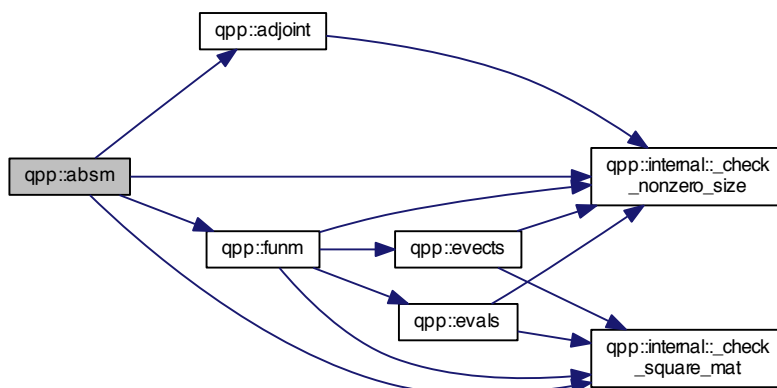 qpp::adjoint
qpp::absm
qpp::internal::_check
_nonzero_size
qpp::funm
qpp::evects
qpp::evals
qpp::internal::_check
_square_mat